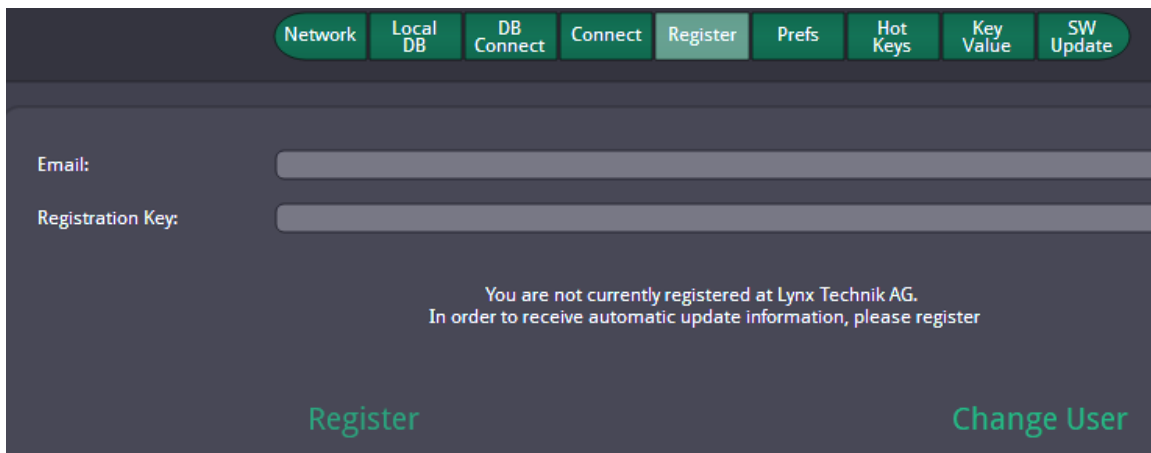 Network Local DB DB Connect Connect Register Prefs Hot Keys Key Value SW Update
Email:
Registration Key:
You are not currently registered at Lynx Technik AG.
In order to receive automatic update information, please register
Register Change User